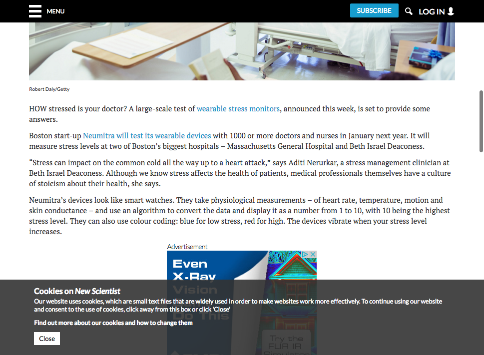 MENU
SUBSCRIBE
LOG IN
Robert Daly/Getty
HOW stressed is your doctor? A large-scale test of wearable stress monitors, announced this week, is set to provide some
answers.
Boston start-up Neumitra will test its wearable devices with 1000 or more doctors and nurses in January next year. It will
measure stress levels at two of Boston's biggest hospitals – Massachusetts General Hospital and Beth Israel Deaconess.
"Stress can impact on the common cold all the way up to a heart attack," says Aditi Nerurkar, a stress management clinician at
Beth Israel Deaconess. Although we know stress affects the health of patients, medical professionals themselves have a culture
of stoicism about their health, she says.
Neumitra's devices look like smart watches. They take physiological measurements – of heart rate, temperature, motion and
skin conductance – and use an algorithm to convert the data and display it as a number from 1 to 10, with 10 being the highest
stress level. They can also use colour coding: blue for low stress, red for high. The devices vibrate when your stress level
increases.
Advertisement
Even
X-Ray
Vision
Do This
Try the
Cookies on New Scientist
Our website uses cookies, which are small text files that are widely used in order to make websites work more effectively. To continue using our website
and consent to the use of cookies, click away from this box or click 'Close'
Find out more about our cookies and how to change them
Close